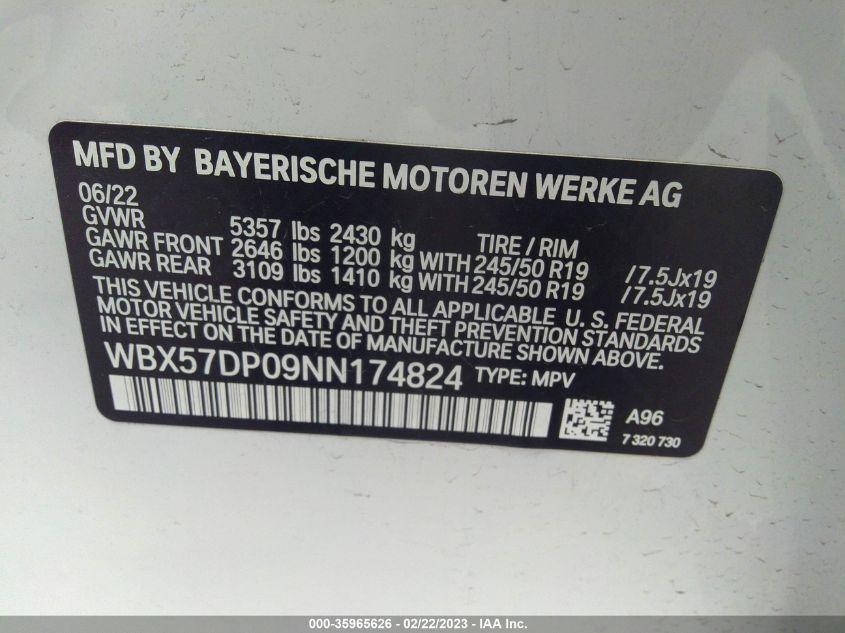 MFD BY BAYERISCHE MOTOREN WERKE AG
06/22
GVWR 5357 lbs 2430 kg TIRE / RIM
GAWR FRONT 2646 lbs 1200 kg WITH 245/50 R19 /7.5Jx19
GAWR REAR 3109 lbs 1410 kg WITH 245/50 R19 /7.5Jx19
THIS VEHICLE CONFORMS TO ALL APPLICABLE U. S. FEDERAL
MOTOR VEHICLE SAFETY AND THEFT PREVENTION STANDARDS
IN EFFECT ON THE DATE OF MANUFACTURE SHOWN ABOVE.
WBX57DP09NN174824 TYPE: MPV
A96
7 320 730
000-35965626 - 02/22/2023 - IAA Inc.